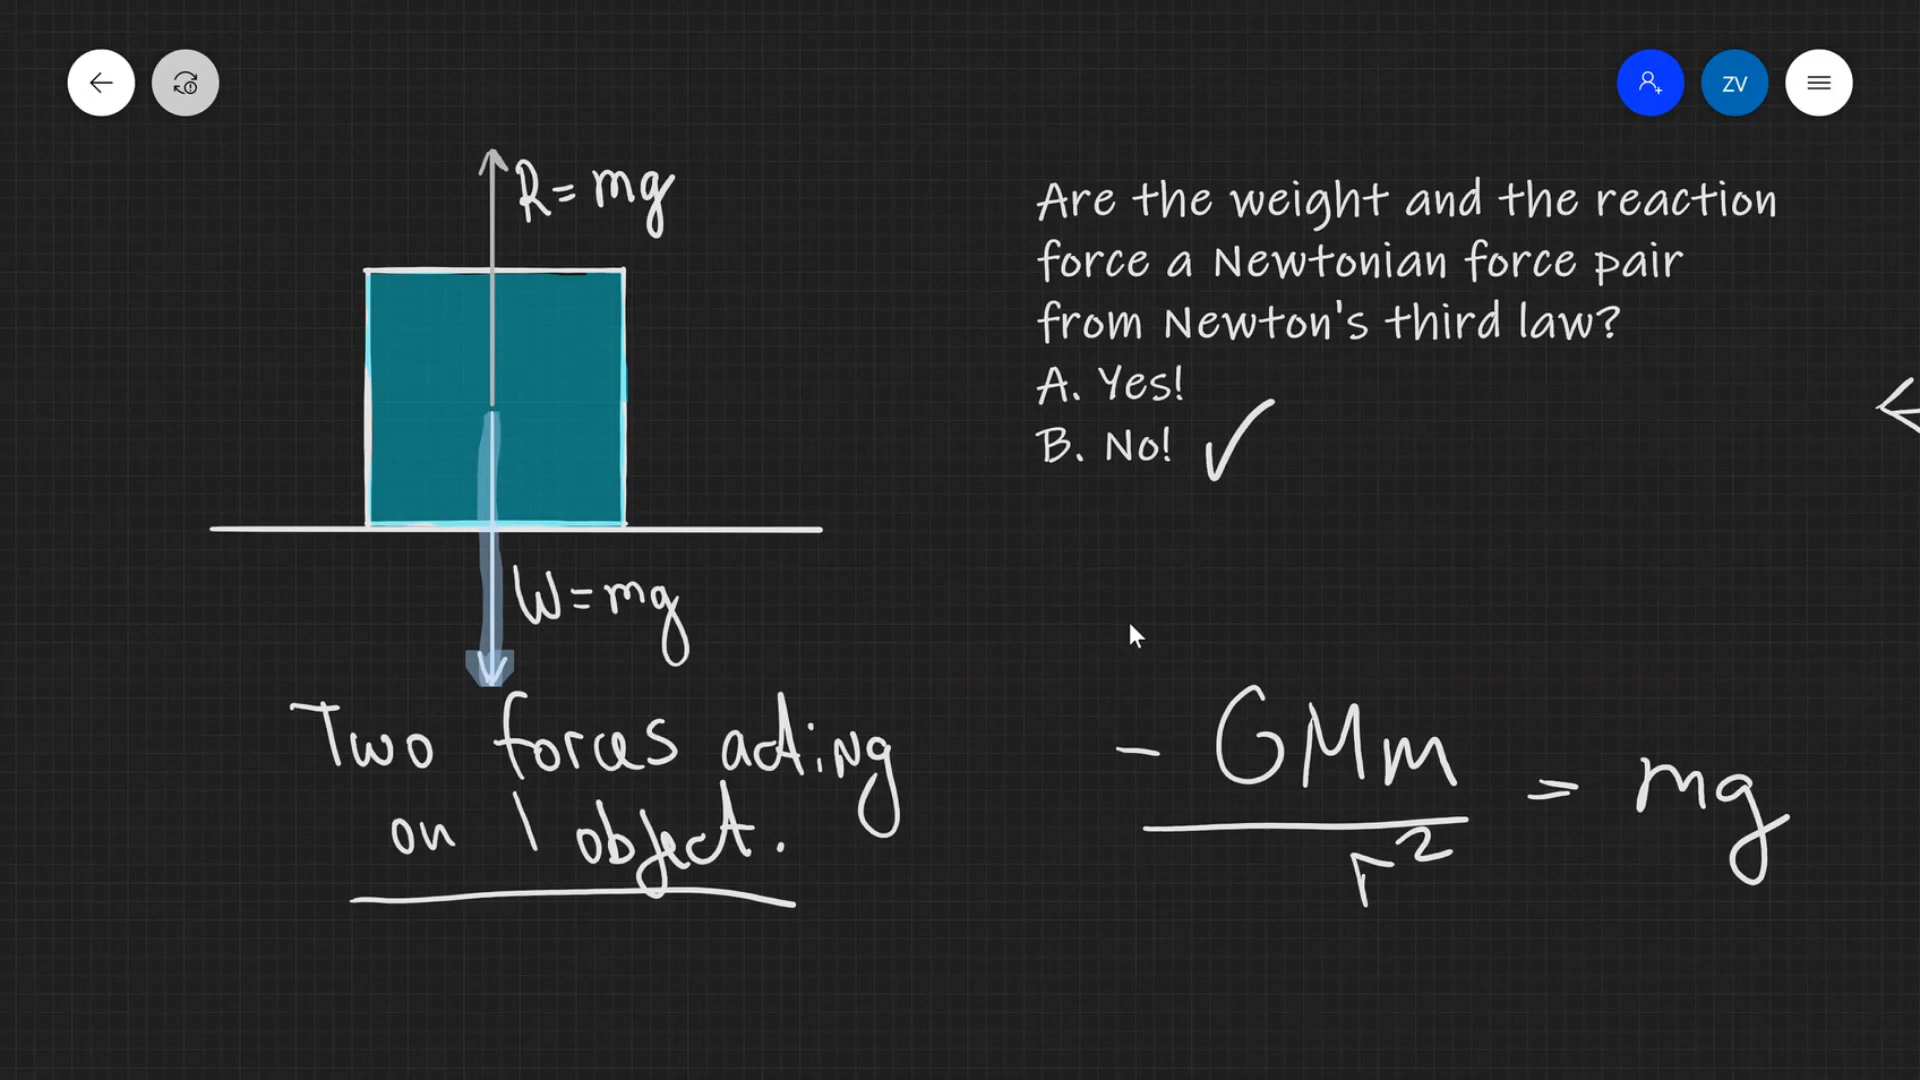 ZV
R = mg
Are the weight and the reaction
force a Newtonian force pair
from Newton's third law?
A. Yes!
B. No! ✓
W = mg
Two forces acting
on 1 object.
- GMm
r² = mg